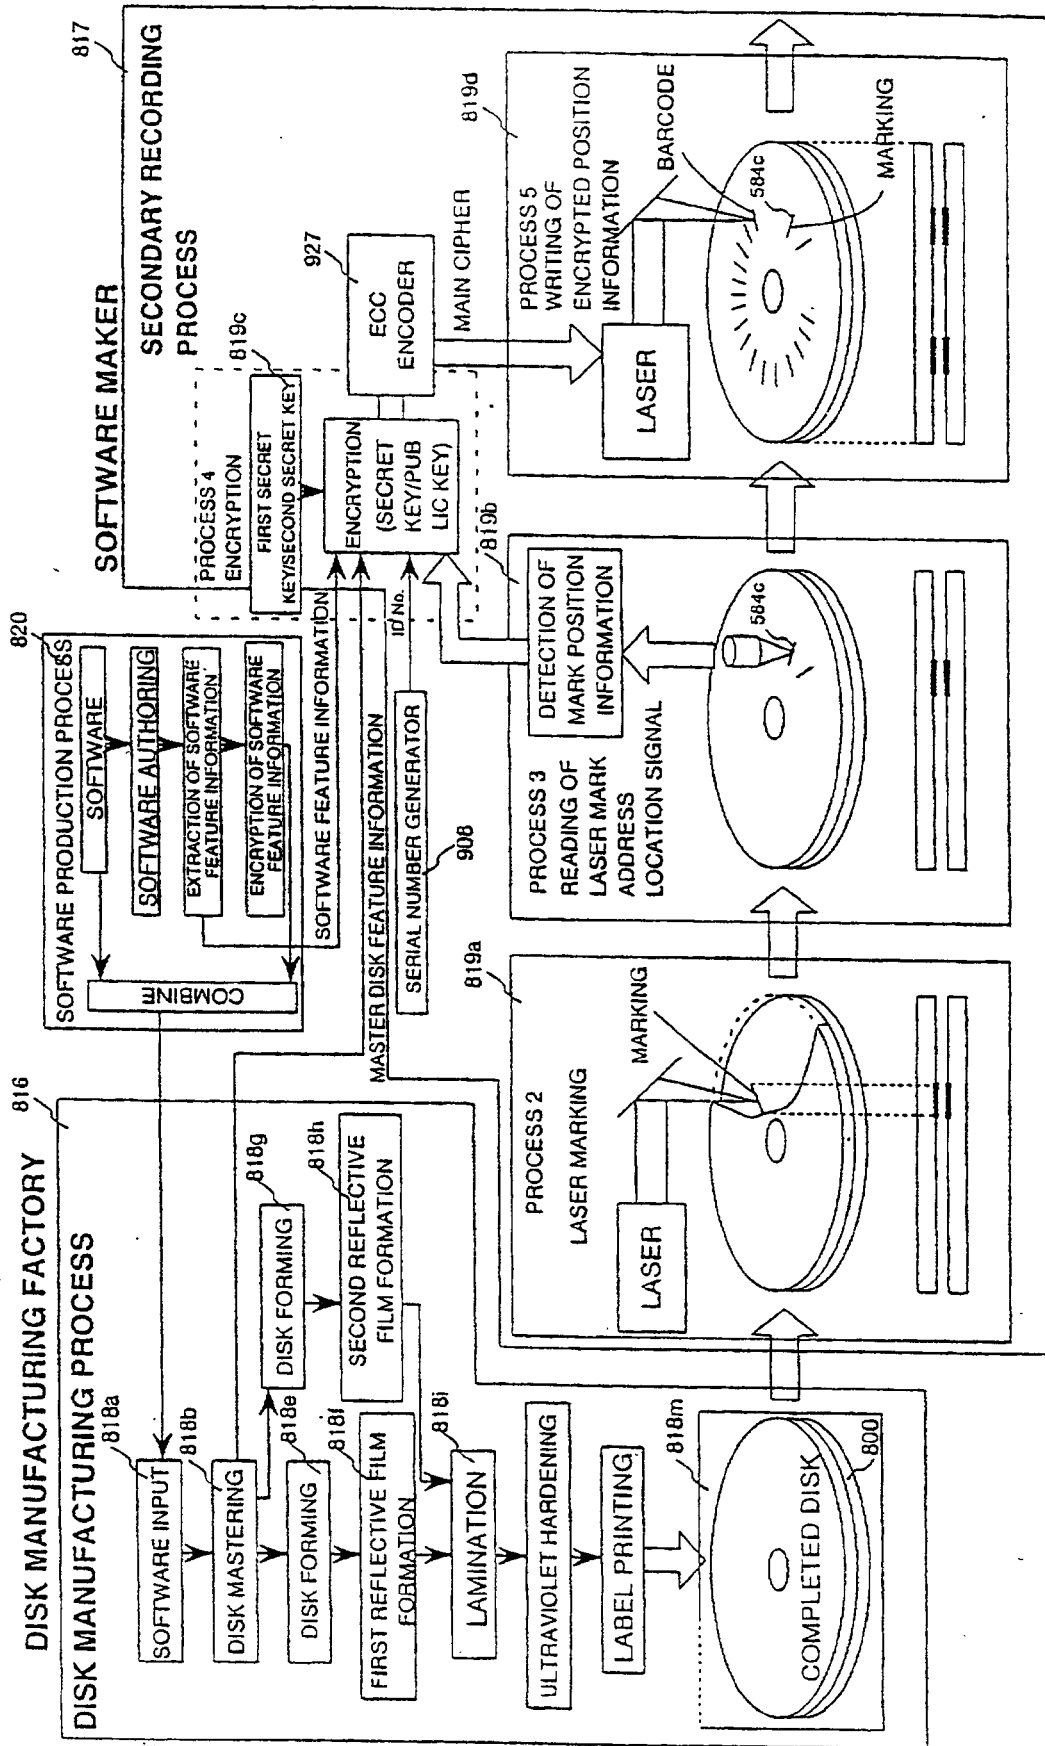 DISK MANUFACTURING FACTORY
DISK MANUFACTURING PROCESS
816
818a
SOFTWARE INPUT
818b
DISK MASTERING
818g
DISK FORMING
818e
DISK FORMING
818h
SECOND REFLECTIVE
FILM FORMATION
818f
FIRST REFLECTIVE FILM
FORMATION
818i
LAMINATION
ULTRAVIOLET HARDENING
LABEL PRINTING
818m
COMPLETED DISK
800
SOFTWARE PRODUCTION PROCESS
820
SOFTWARE
SOFTWARE AUTHORING
EXTRACTION OF SOFTWARE
FEATURE INFORMATION
ENCRYPTION OF SOFTWARE
FEATURE INFORMATION
COMBINE
SOFTWARE FEATURE INFORMATION
MASTER DISK FEATURE INFORMATION
SERIAL NUMBER GENERATOR
908
ID No.
SOFTWARE MAKER
817
SECONDARY RECORDING
PROCESS
PROCESS 4
ENCRYPTION
819c
FIRST SECRET
KEY/SECOND SECRET KEY
ENCRYPTION
(SECRET
KEY/PUB
LIC KEY)
927
ECC
ENCODER
MAIN CIPHER
819a
PROCESS 2
LASER MARKING
LASER
MARKING
819b
PROCESS 3
READING OF
LASER MARK
ADDRESS
LOCATION SIGNAL
DETECTION OF
MARK POSITION
INFORMATION
584c
819d
PROCESS 5
WRITING OF
ENCRYPTED POSITION
INFORMATION
LASER
BARCODE
584c
MARKING